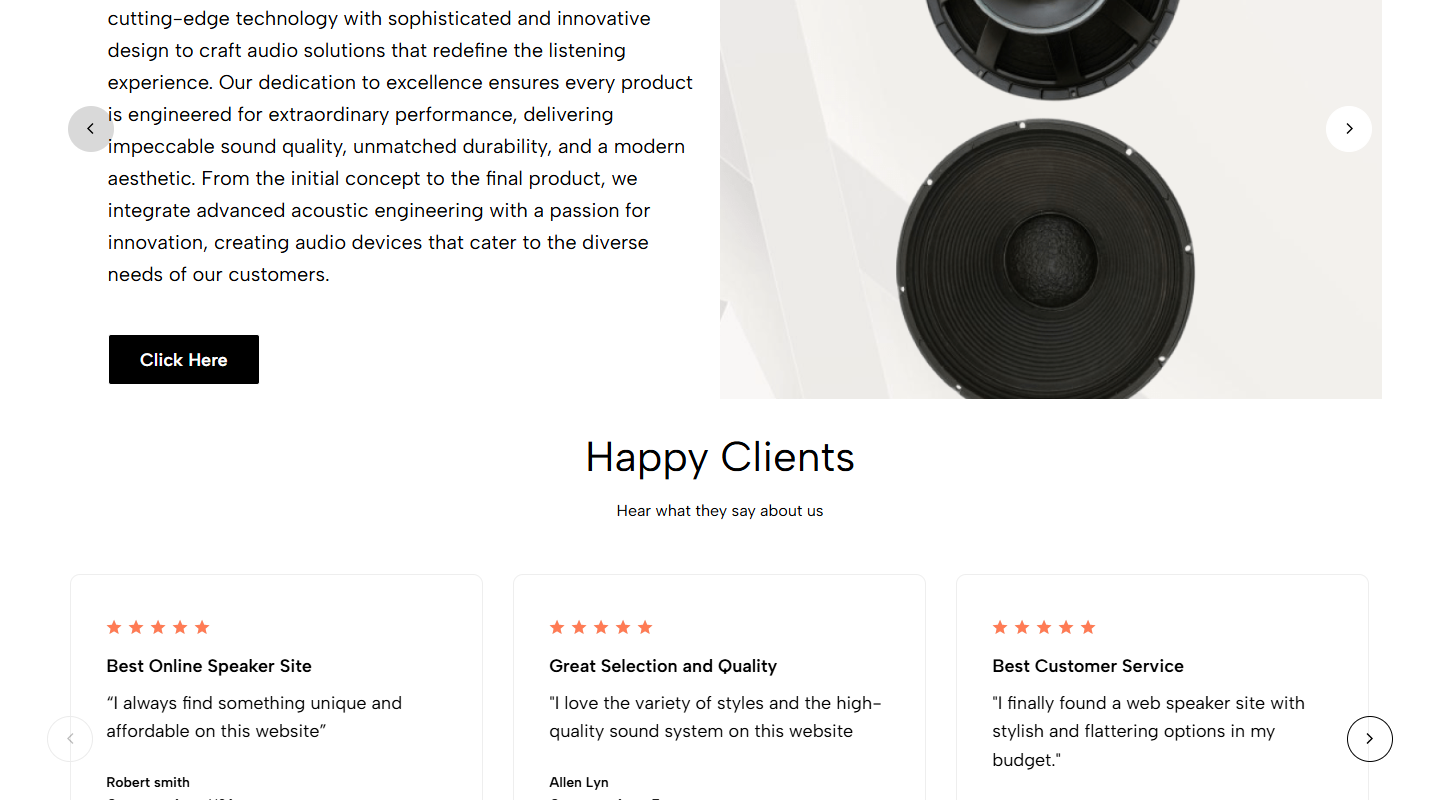 cutting-edge technology with sophisticated and innovative
design to craft audio solutions that redefine the listening
experience. Our dedication to excellence ensures every product
is engineered for extraordinary performance, delivering
impeccable sound quality, unmatched durability, and a modern
aesthetic. From the initial concept to the final product, we
integrate advanced acoustic engineering with a passion for
innovation, creating audio devices that cater to the diverse
needs of our customers.
Click Here
Happy Clients
Hear what they say about us
Best Online Speaker Site
“I always find something unique and
affordable on this website”
Robert smith
Great Selection and Quality
"I love the variety of styles and the high-
quality sound system on this website
Allen Lyn
Best Customer Service
"I finally found a web speaker site with
stylish and flattering options in my
budget."